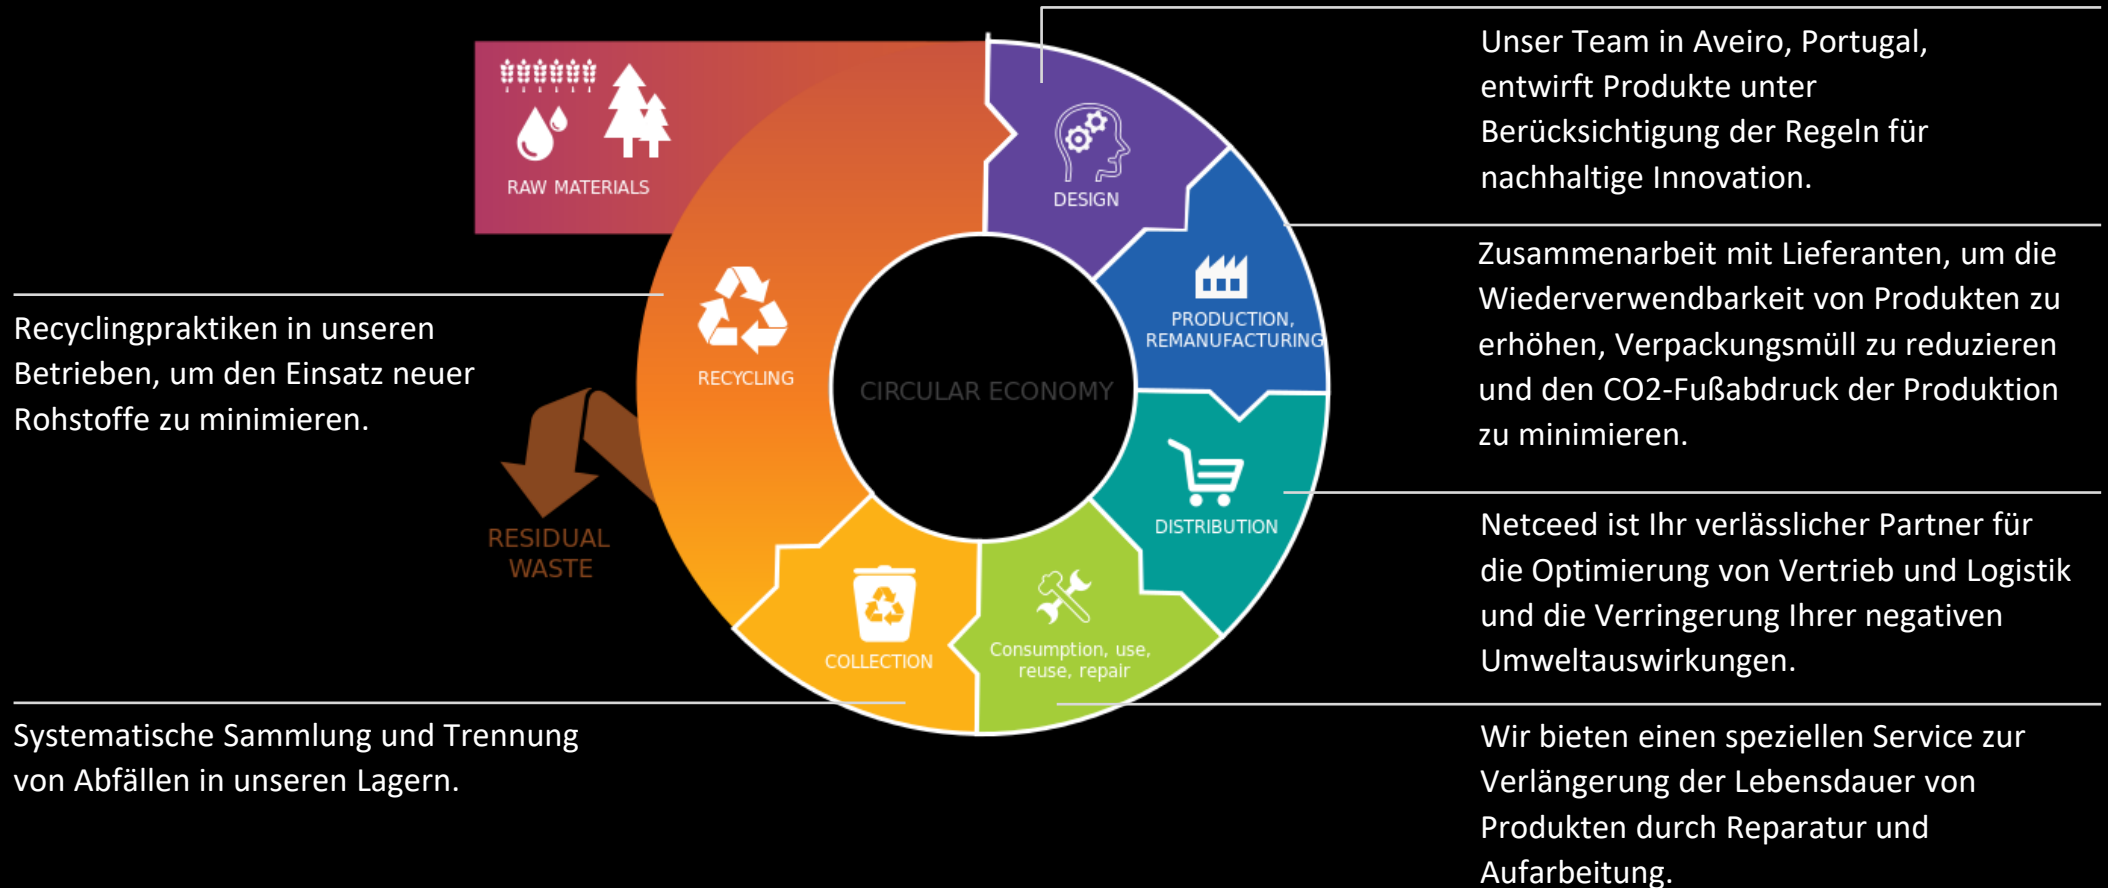 Unser Team in Aveiro, Portugal,
entwirft Produkte unter
Berücksichtigung der Regeln für
nachhaltige Innovation.
RAW MATERIALS
DESIGN
Zusammenarbeit mit Lieferanten, um die
Wiederverwendbarkeit von Produkten zu
erhöhen, Verpackungsmüll zu reduzieren
und den CO2-Fußabdruck der Produktion
zu minimieren.
PRODUCTION,
REMANUFACTURING
Recyclingpraktiken in unseren
Betrieben, um den Einsatz neuer
Rohstoffe zu minimieren.
RECYCLING
CIRCULAR ECONOMY
RESIDUAL
WASTE
DISTRIBUTION
Netceed ist Ihr verlässlicher Partner für
die Optimierung von Vertrieb und Logistik
und die Verringerung Ihrer negativen
Umweltauswirkungen.
COLLECTION
Consumption, use,
reuse, repair
Systematische Sammlung und Trennung
von Abfällen in unseren Lagern.
Wir bieten einen speziellen Service zur
Verlängerung der Lebensdauer von
Produkten durch Reparatur und
Aufarbeitung.